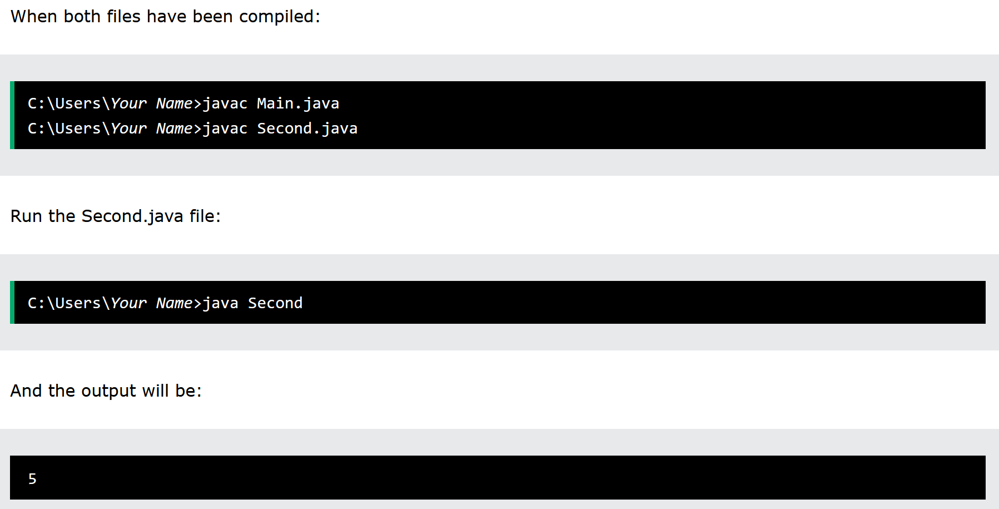 When both files have been compiled:
C:\Users\Your Name>javac Main.java
C:\Users\Your Name>javac Second.java
Run the Second.java file:
C:\Users\Your Name>java Second
And the output will be:
5